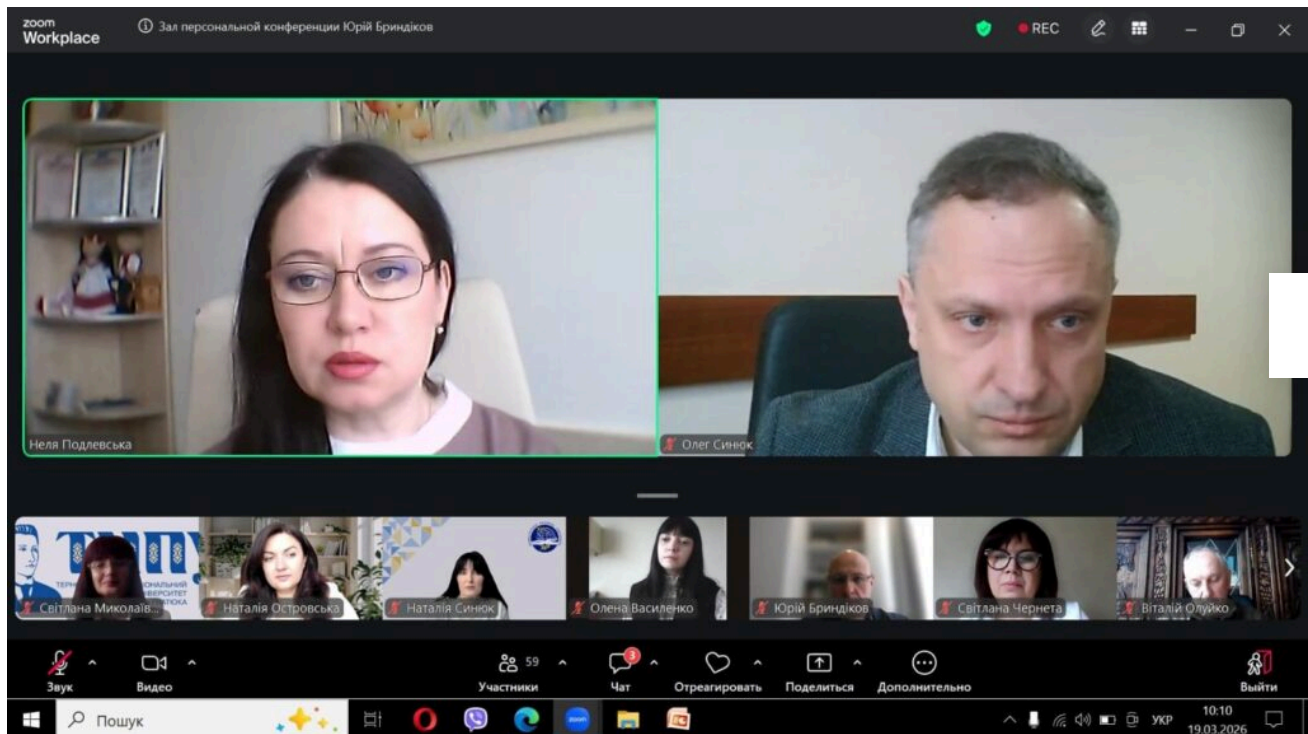 zoom
Workplace
Зал персональной конференции Юрій Бриндіков
REC
Неля Подлевська
Олег Синюк
ТНПУ
Світлана Миколаїв...
Наталія Островська
Наталія Синюк
Олена Василенко
Юрій Бриндіков
Світлана Чернета
Віталій Олуйко
Звук
Видео
59
Участники
3
Чат
Отреагировать
Поделиться
Дополнительно
Выйти
Пошук
zoom
УКР
10:10
19.03.2026